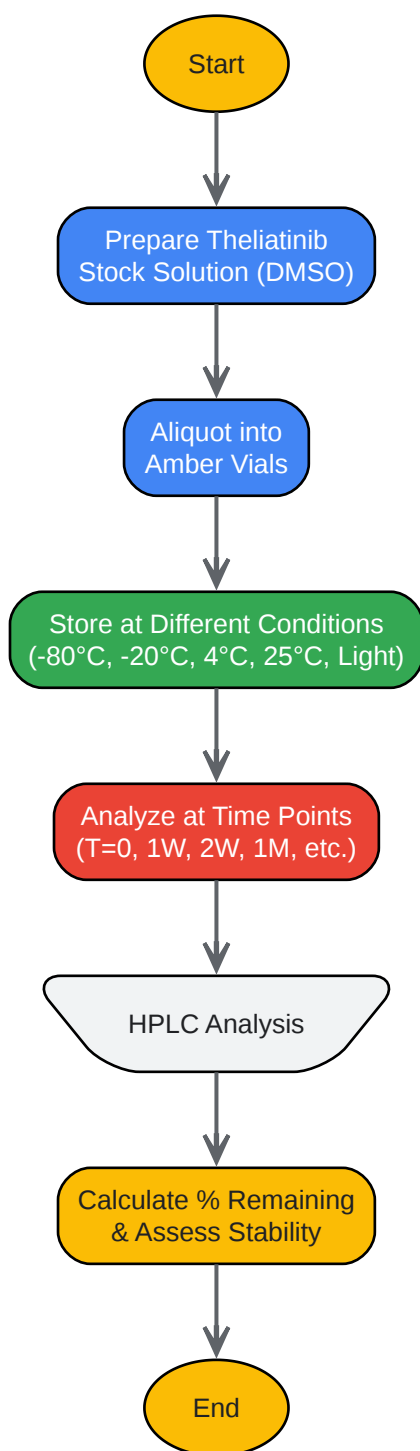 Start
Prepare Theliatinib
Stock Solution (DMSO)
Aliquot into
Amber Vials
Store at Different Conditions
(-80°C, -20°C, 4°C, 25°C, Light)
Analyze at Time Points
(T=0, 1W, 2W, 1M, etc.)
HPLC Analysis
Calculate % Remaining
& Assess Stability
End